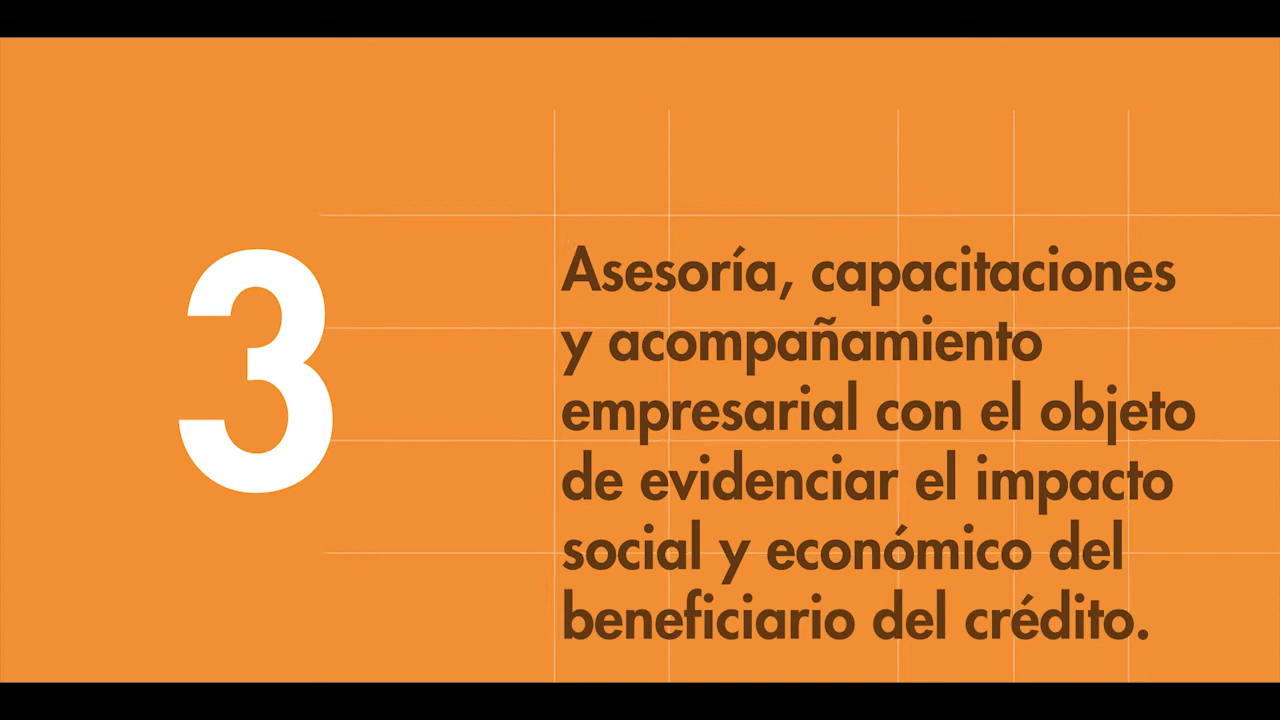 3
Asesoría, capacitaciones
y acompañamiento
empresarial con el objeto
de evidenciar el impacto
social y económico del
beneficiario del crédito.